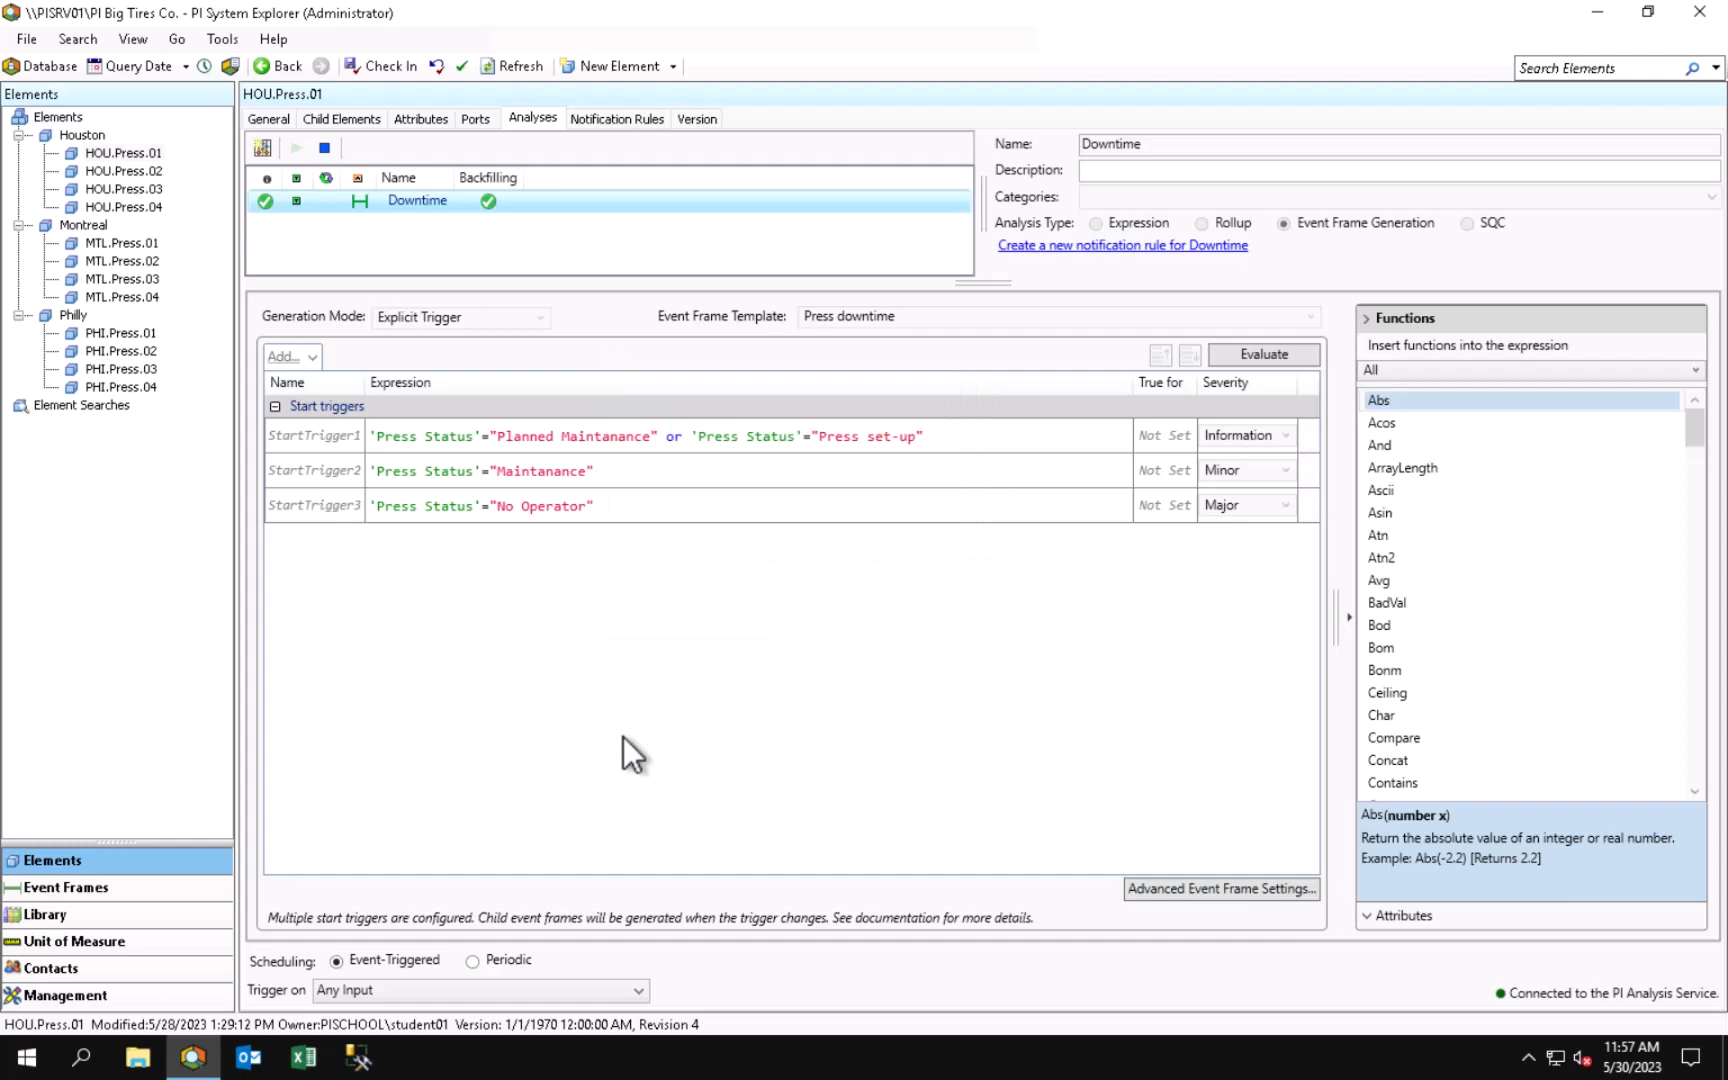 \\PISRV01\PI Big Tires Co. - PI System Explorer (Administrator)
File Search View Go Tools Help
Database Query Date Back Check In Refresh New Element
Search Elements
Elements
HOU.Press.01
Elements
Houston
HOU.Press.01
HOU.Press.02
HOU.Press.03
HOU.Press.04
Montreal
MTL.Press.01
MTL.Press.02
MTL.Press.03
MTL.Press.04
Philly
PHI.Press.01
PHI.Press.02
PHI.Press.03
PHI.Press.04
Element Searches
General Child Elements Attributes Ports Analyses Notification Rules Version
Name Backfilling
Downtime
Name: Downtime
Description:
Categories:
Analysis Type: Expression Rollup Event Frame Generation SQC
Create a new notification rule for Downtime
Generation Mode: Explicit Trigger Event Frame Template: Press downtime
Add... Evaluate
Name Expression True for Severity
Start triggers
StartTrigger1 'Press Status'="Planned Maintanance" or 'Press Status'="Press set-up" Not Set Information
StartTrigger2 'Press Status'="Maintanance" Not Set Minor
StartTrigger3 'Press Status'="No Operator" Not Set Major
Advanced Event Frame Settings...
Multiple start triggers are configured. Child event frames will be generated when the trigger changes. See documentation for more details.
Functions
Insert functions into the expression
All
Abs
Acos
And
ArrayLength
Ascii
Asin
Atn
Atn2
Avg
BadVal
Bod
Bom
Bonm
Ceiling
Char
Compare
Concat
Contains
Abs(number x)
Return the absolute value of an integer or real number.
Example: Abs(-2.2) [Returns 2.2]
Attributes
Scheduling: Event-Triggered Periodic
Trigger on Any Input
Connected to the PI Analysis Service.
Elements
Event Frames
Library
Unit of Measure
Contacts
Management
HOU.Press.01 Modified:5/28/2023 1:29:12 PM Owner:PISCHOOL\student01 Version: 1/1/1970 12:00:00 AM, Revision 4
11:57 AM
5/30/2023